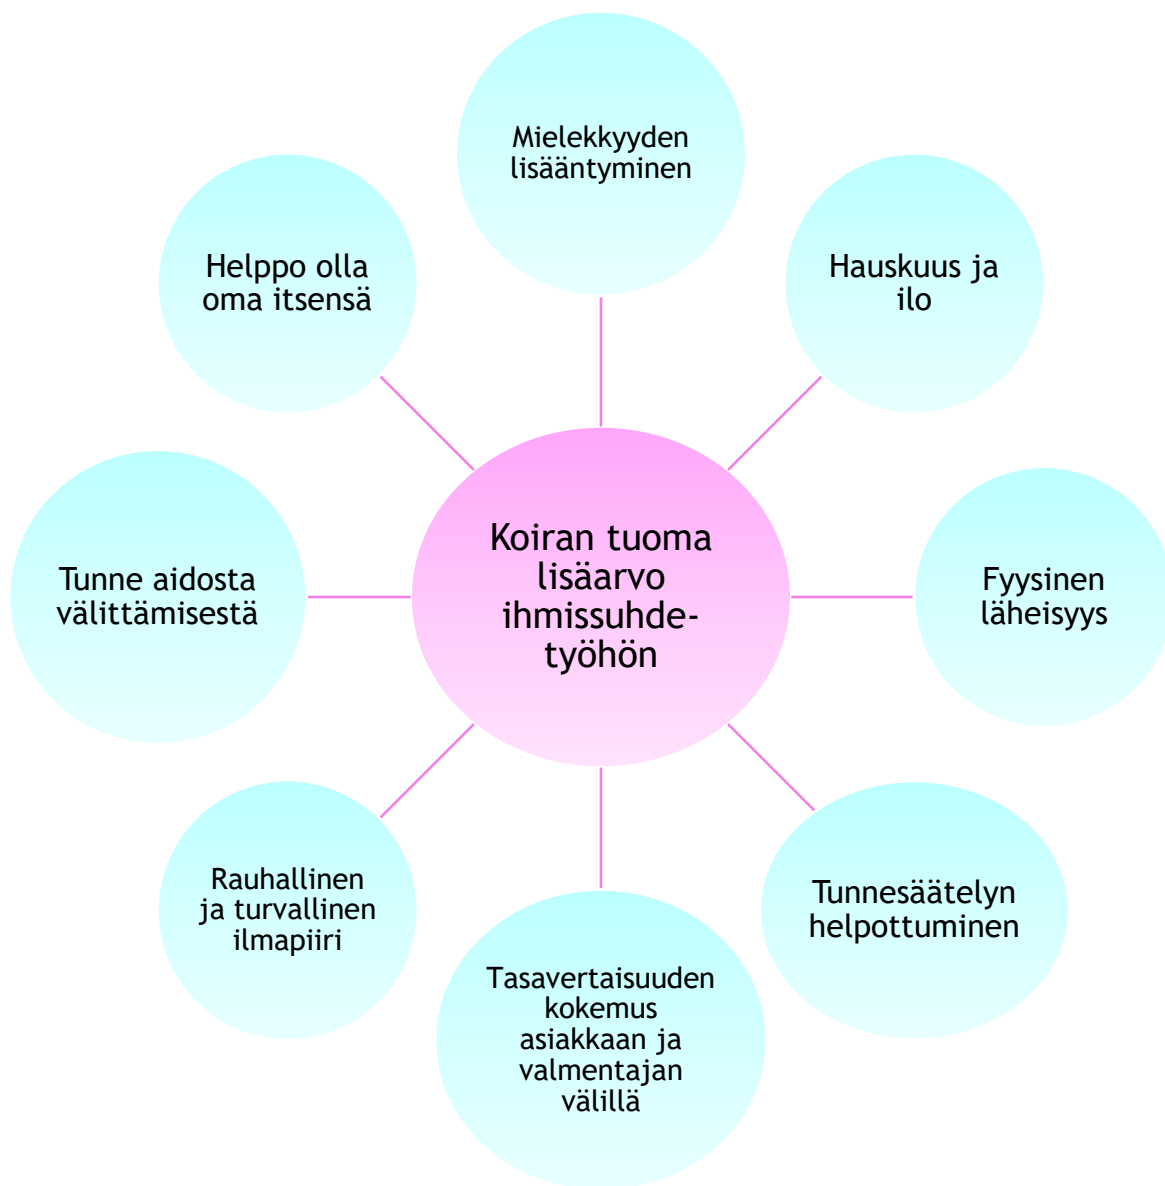 Mielekkyyden
lisääntyminen
Hauskuus ja
ilo
Fyysinen
läheisyys
Tunnesäätelyn
helpottuminen
Tasavertaisuuden
kokemus
asiakkaan ja
valmentajan
välillä
Rauhallinen
ja turvallinen
ilmapiiri
Tunne aidosta
välittämisestä
Helppo olla
oma itsensä
Koiran tuoma
lisäarvo
ihmissuhde-
työhön